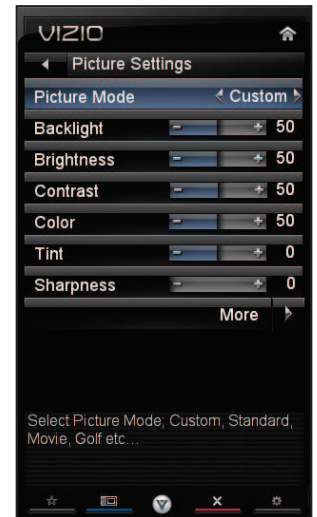 VIZIO
Picture Settings
Picture Mode Custom
Backlight - + 50
Brightness - + 50
Contrast - + 50
Color - + 50
Tint - + 0
Sharpness - + 0
More
Select Picture Mode; Custom, Standard,
Movie, Golf etc...
V